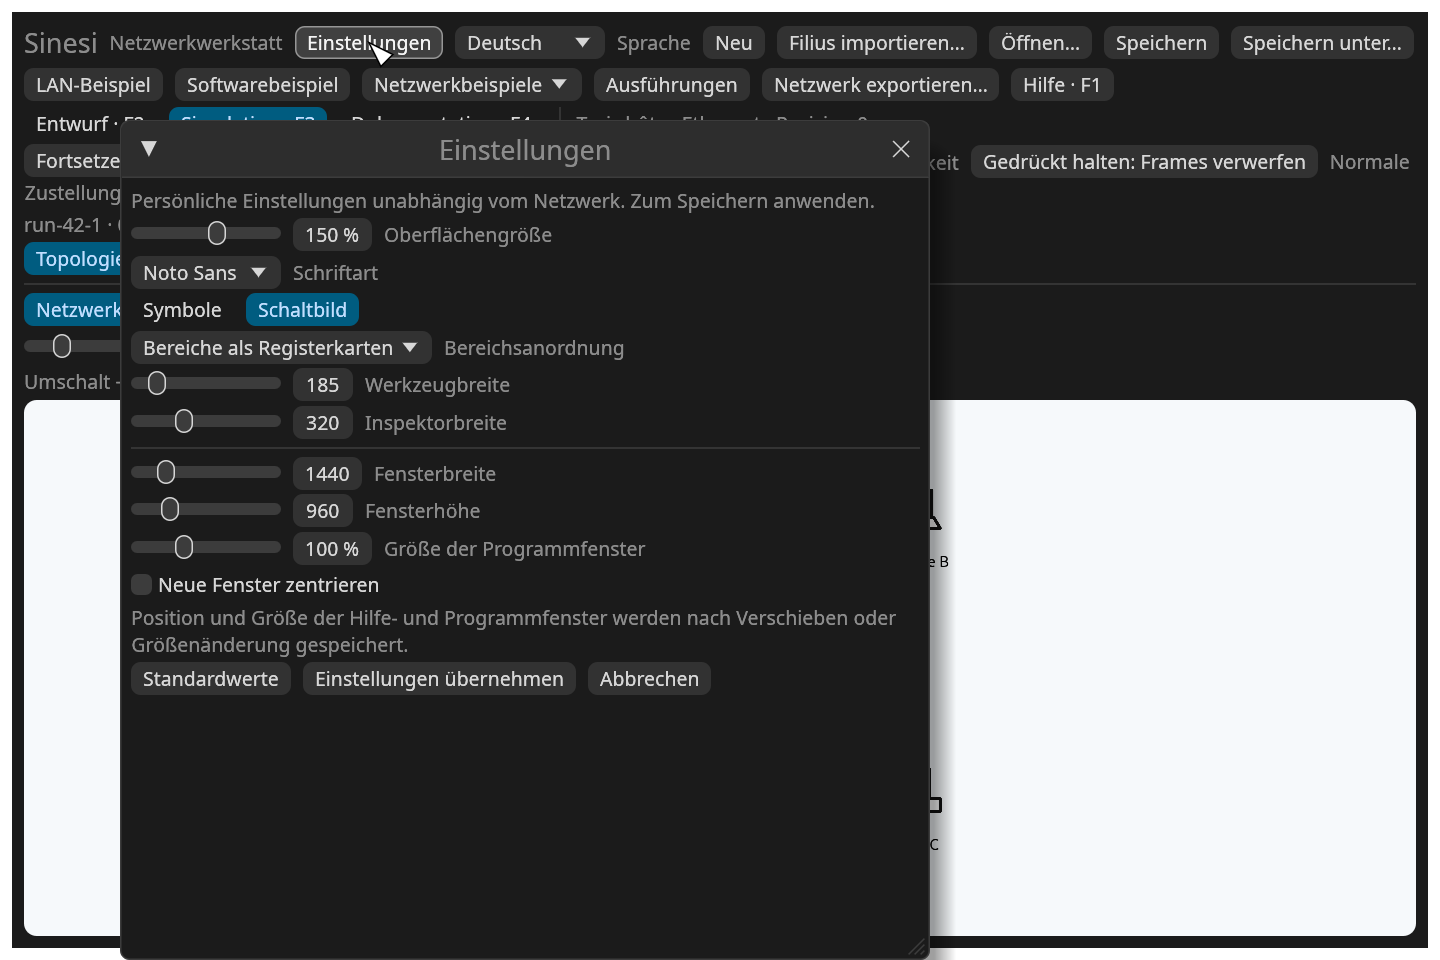 Sinesi Netzwerkwerkstatt Einstellungen Deutsch Sprache Neu Filius importieren... Öffnen... Speichern Speichern unter...
LAN-Beispiel Softwarebeispiel Netzwerkbeispiele Ausführungen Netzwerk exportieren... Hilfe · F1
Entwurf ·
Fortsetze keit Gedrückt halten: Frames verwerfen Normale
Zustellung
run-42-1 ·
Topologie
Netzwerk
Umschalt
Einstellungen
Persönliche Einstellungen unabhängig vom Netzwerk. Zum Speichern anwenden.
150 % Oberflächengröße
Noto Sans Schriftart
Symbole Schaltbild
Bereiche als Registerkarten Bereichsanordnung
185 Werkzeugbreite
320 Inspektorbreite
1440 Fensterbreite
960 Fensterhöhe
100 % Größe der Programmfenster
Neue Fenster zentrieren
Position und Größe der Hilfe- und Programmfenster werden nach Verschieben oder
Größenänderung gespeichert.
Standardwerte Einstellungen übernehmen Abbrechen
e B
C